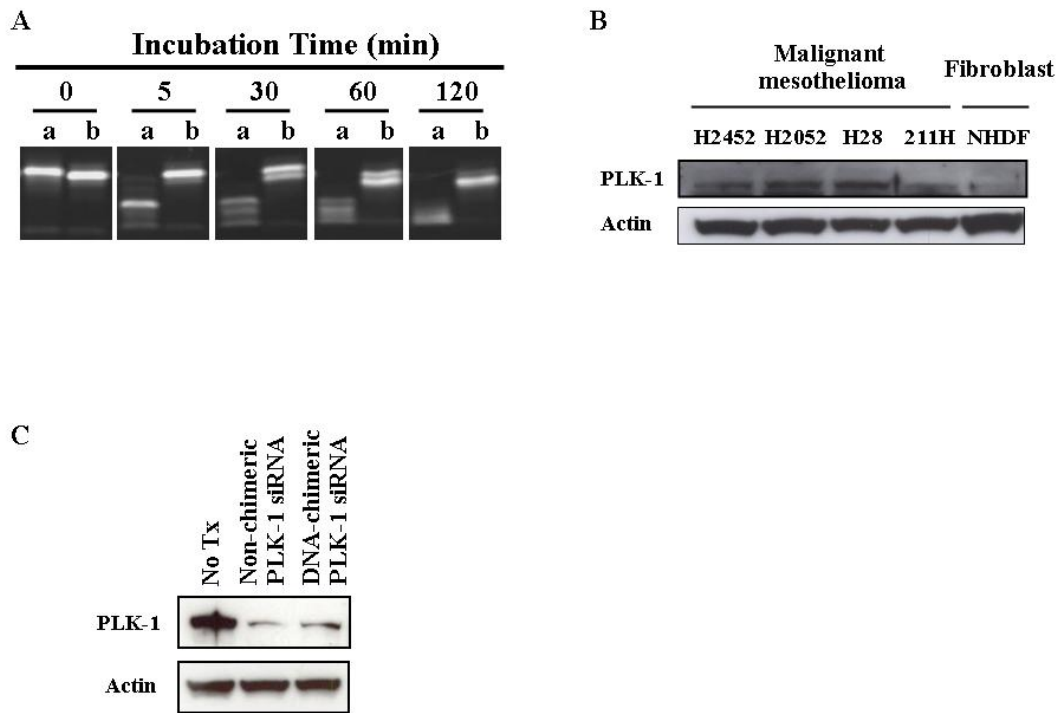 A
Incubation Time (min)
0 5 30 60 120
a b a b a b a b a b
B
Malignant
mesothelioma
Fibroblast
H2452 H2052 H28 211H NHDF
PLK-1
Actin
C
No Tx
Non-chimeric
PLK-1 siRNA
DNA-chimeric
PLK-1 siRNA
PLK-1
Actin